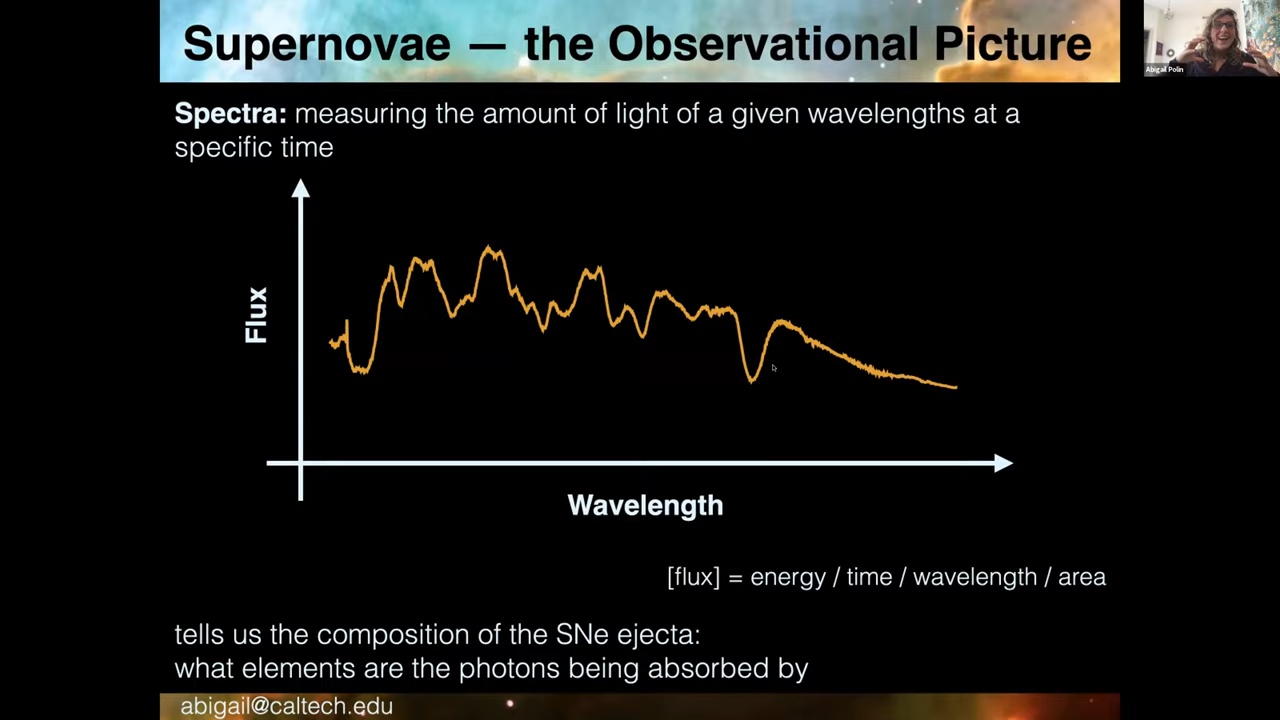 Supernovae — the Observational Picture
Abigail Polin
Spectra: measuring the amount of light of a given wavelengths at a
specific time
Flux
Wavelength
[flux] = energy / time / wavelength / area
tells us the composition of the SNe ejecta:
what elements are the photons being absorbed by
abigail@caltech.edu